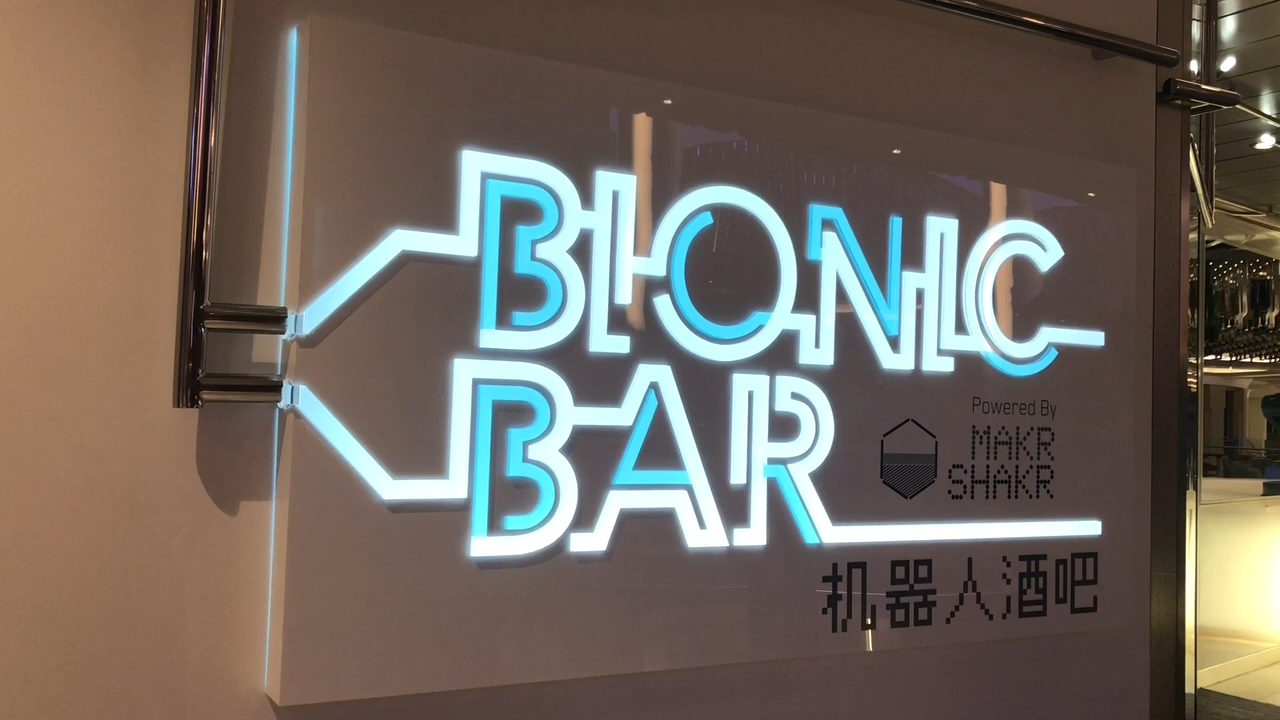 BIONIC
BAR
Powered By
MAKR
SHAKR
机器人酒吧